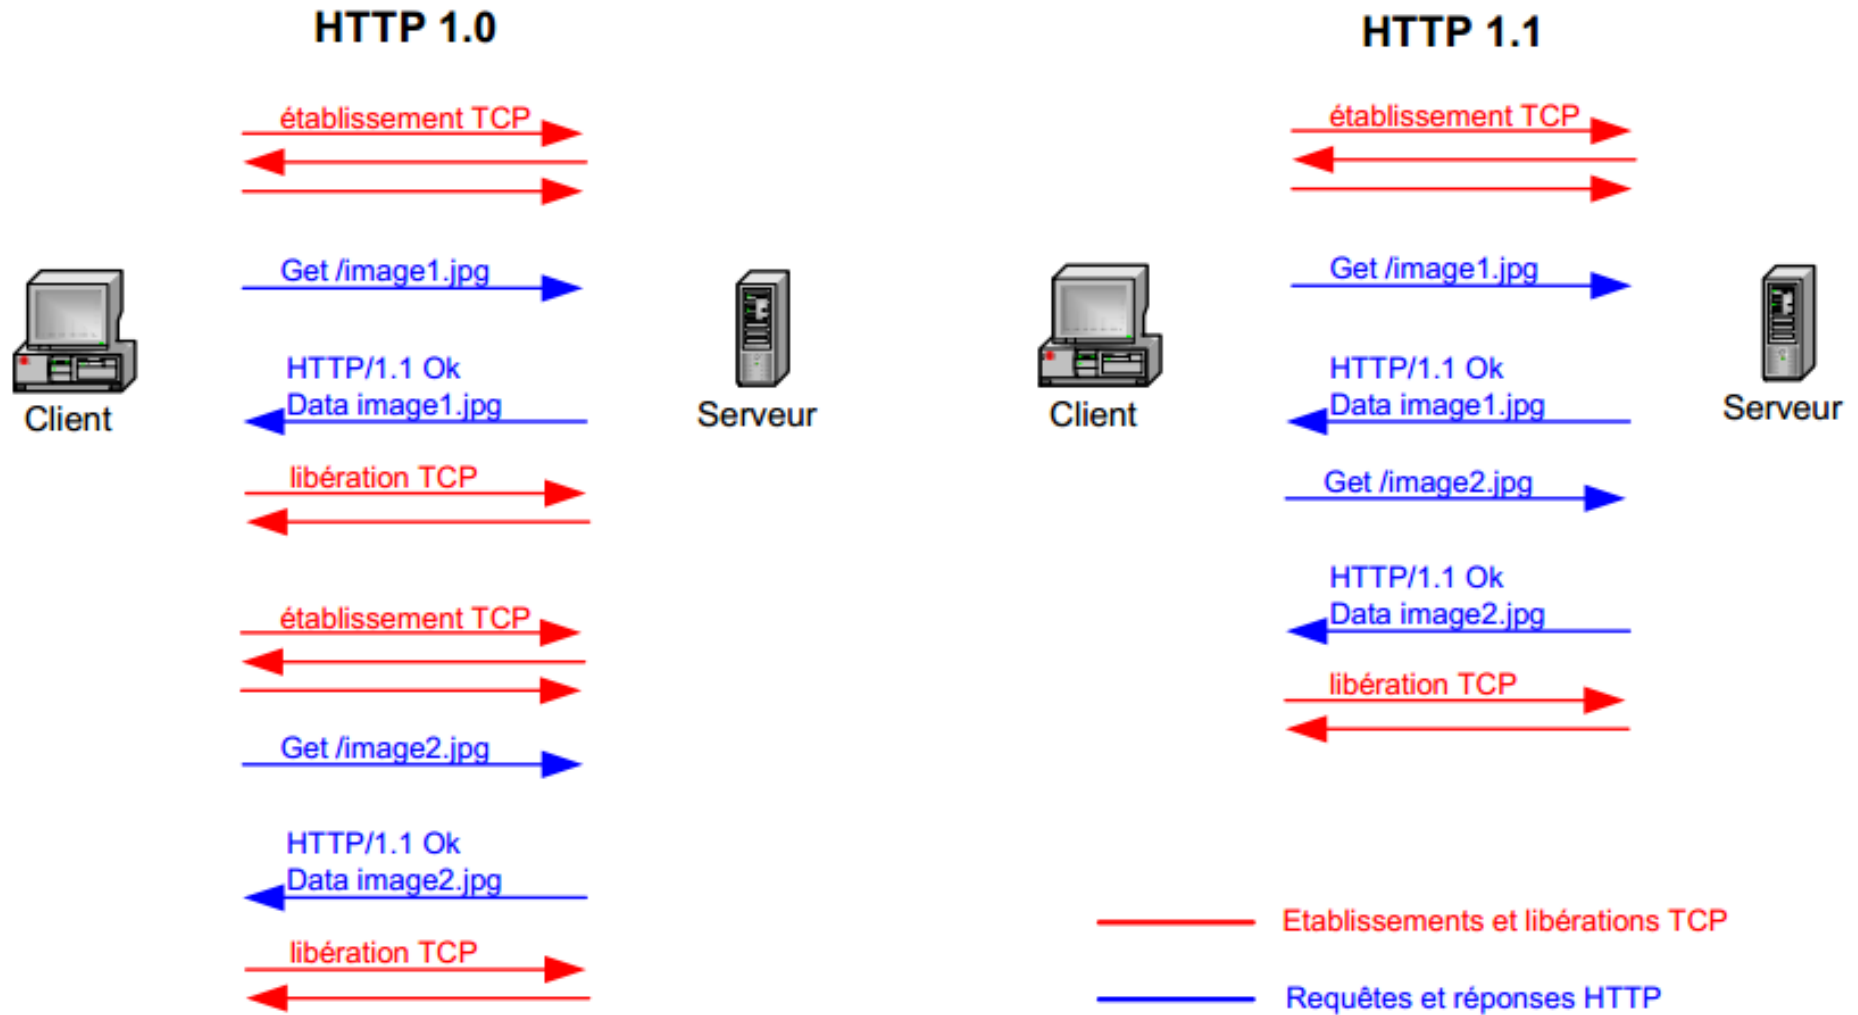 HTTP 1.0
établissement TCP
Get /image1.jpg
HTTP/1.1 Ok
Data image1.jpg
Client
Serveur
libération TCP
établissement TCP
Get /image2.jpg
HTTP/1.1 Ok
Data image2.jpg
libération TCP
HTTP 1.1
établissement TCP
Get /image1.jpg
HTTP/1.1 Ok
Data image1.jpg
Client
Serveur
Get /image2.jpg
HTTP/1.1 Ok
Data image2.jpg
libération TCP
Etablissements et libérations TCP
Requêtes et réponses HTTP